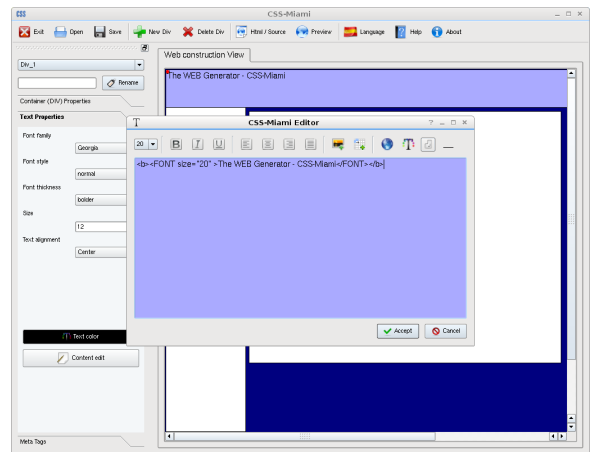 CSS CSS-Miami
Exit Open Save New Div Delete Div Html / Source Preview Language Help About
Div_1
Rename
Container (DIV) Properties
Text Properties
Font family
Georgia
Font style
normal
Font thickness
bolder
Size
12
Text alignment
Center
Text color
Content edit
Meta Tags
Web construction View
The WEB Generator - CSS-Miami
CSS-Miami Editor
20 B I U
<b><FONT size="20" >The WEB Generator - CSS-Miami</FONT></b>
Accept Cancel